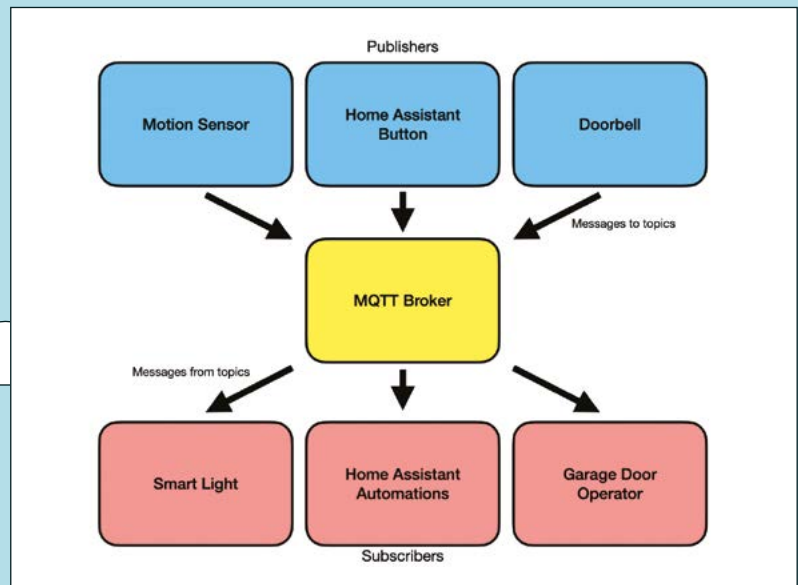 Publishers
Motion Sensor
Home Assistant
Button
Doorbell
Messages to topics
MQTT Broker
Messages from topics
Smart Light
Home Assistant
Automations
Garage Door
Operator
Subscribers